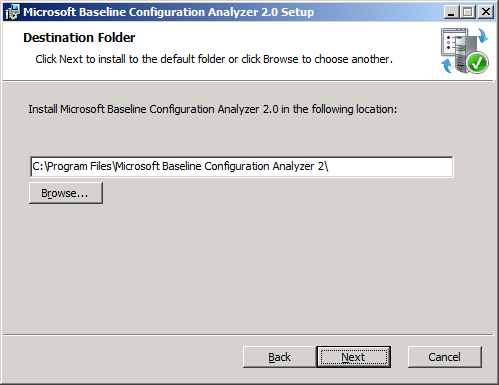 Microsoft Baseline Configuration Analyzer 2.0 Setup
Destination Folder
Click Next to install to the default folder or click Browse to choose another.
Install Microsoft Baseline Configuration Analyzer 2.0 in the following location:
C:\Program Files\Microsoft Baseline Configuration Analyzer 2\
Browse...
Back Next Cancel